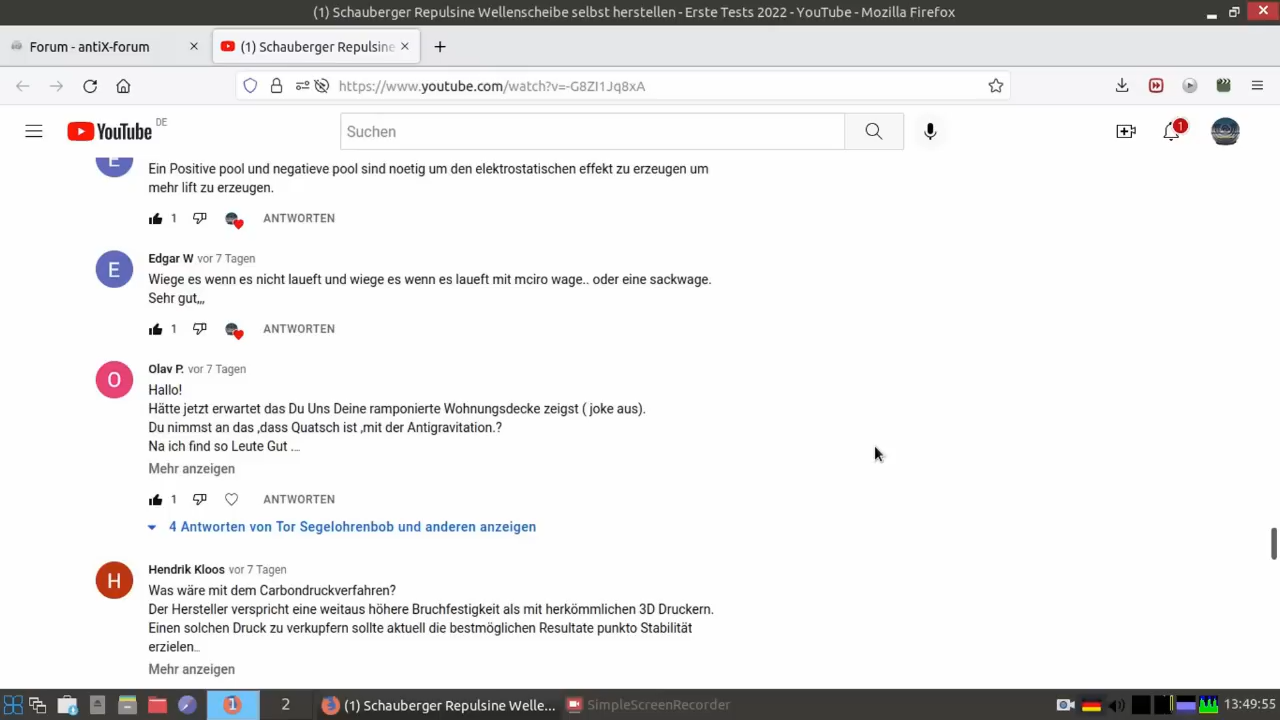 (1) Schauberger Repulsine Wellenscheibe selbst herstellen - Erste Tests 2022 - YouTube - Mozilla Firefox
Forum - antiX-forum
(1) Schauberger Repulsine
https://www.youtube.com/watch?v=-G8ZI1Jq8xA
YouTube DE
Suchen
1
E
Ein Positive pool und negatieve pool sind noetig um den elektrostatischen effekt zu erzeugen um
mehr lift zu erzeugen.
1 ANTWORTEN
E
Edgar W vor 7 Tagen
Wiege es wenn es nicht laueft und wiege es wenn es laueft mit mciro wage.. oder eine sackwage.
Sehr gut,,,
1 ANTWORTEN
O
Olav P. vor 7 Tagen
Hallo!
Hätte jetzt erwartet das Du Uns Deine ramponierte Wohnungsdecke zeigst ( joke aus).
Du nimmst an das ,dass Quatsch ist ,mit der Antigravitation.?
Na ich find so Leute Gut ....
Mehr anzeigen
1 ANTWORTEN
4 Antworten von Tor Segelohrenbob und anderen anzeigen
H
Hendrik Kloos vor 7 Tagen
Was wäre mit dem Carbondruckverfahren?
Der Hersteller verspricht eine weitaus höhere Bruchfestigkeit als mit herkömmlichen 3D Druckern.
Einen solchen Druck zu verkupfern sollte aktuell die bestmöglichen Resultate punkto Stabilität
erzielen...
Mehr anzeigen
1
2
(1) Schauberger Repulsine Welle...
SimpleScreenRecorder
13:49:55